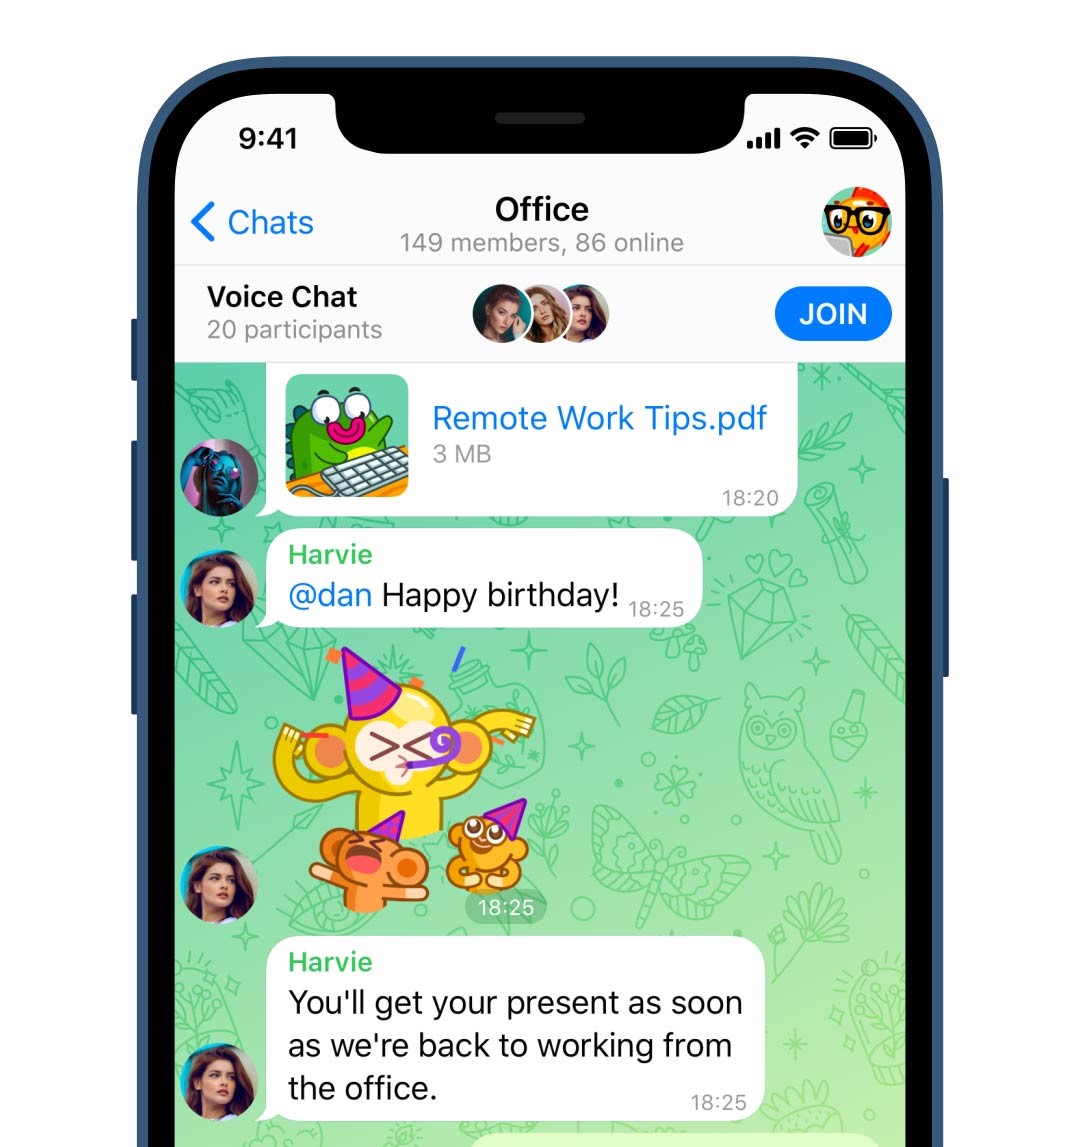 9:41
Chats
Office
149 members, 86 online
Voice Chat
20 participants
JOIN
Remote Work Tips.pdf
3 MB
18:20
Harvie
@dan Happy birthday! 18:25
18:25
Harvie
You'll get your present as soon
as we're back to working from
the office.
18:25